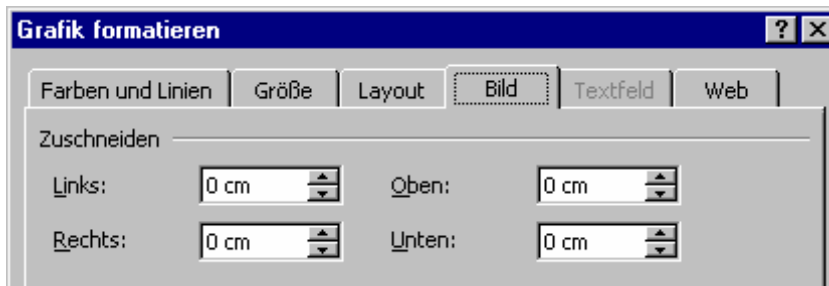 Grafik formatieren
Farben und Linien Größe Layout Bild Textfeld Web
Zuschneiden
Links: 0 cm Oben: 0 cm
Rechts: 0 cm Unten: 0 cm